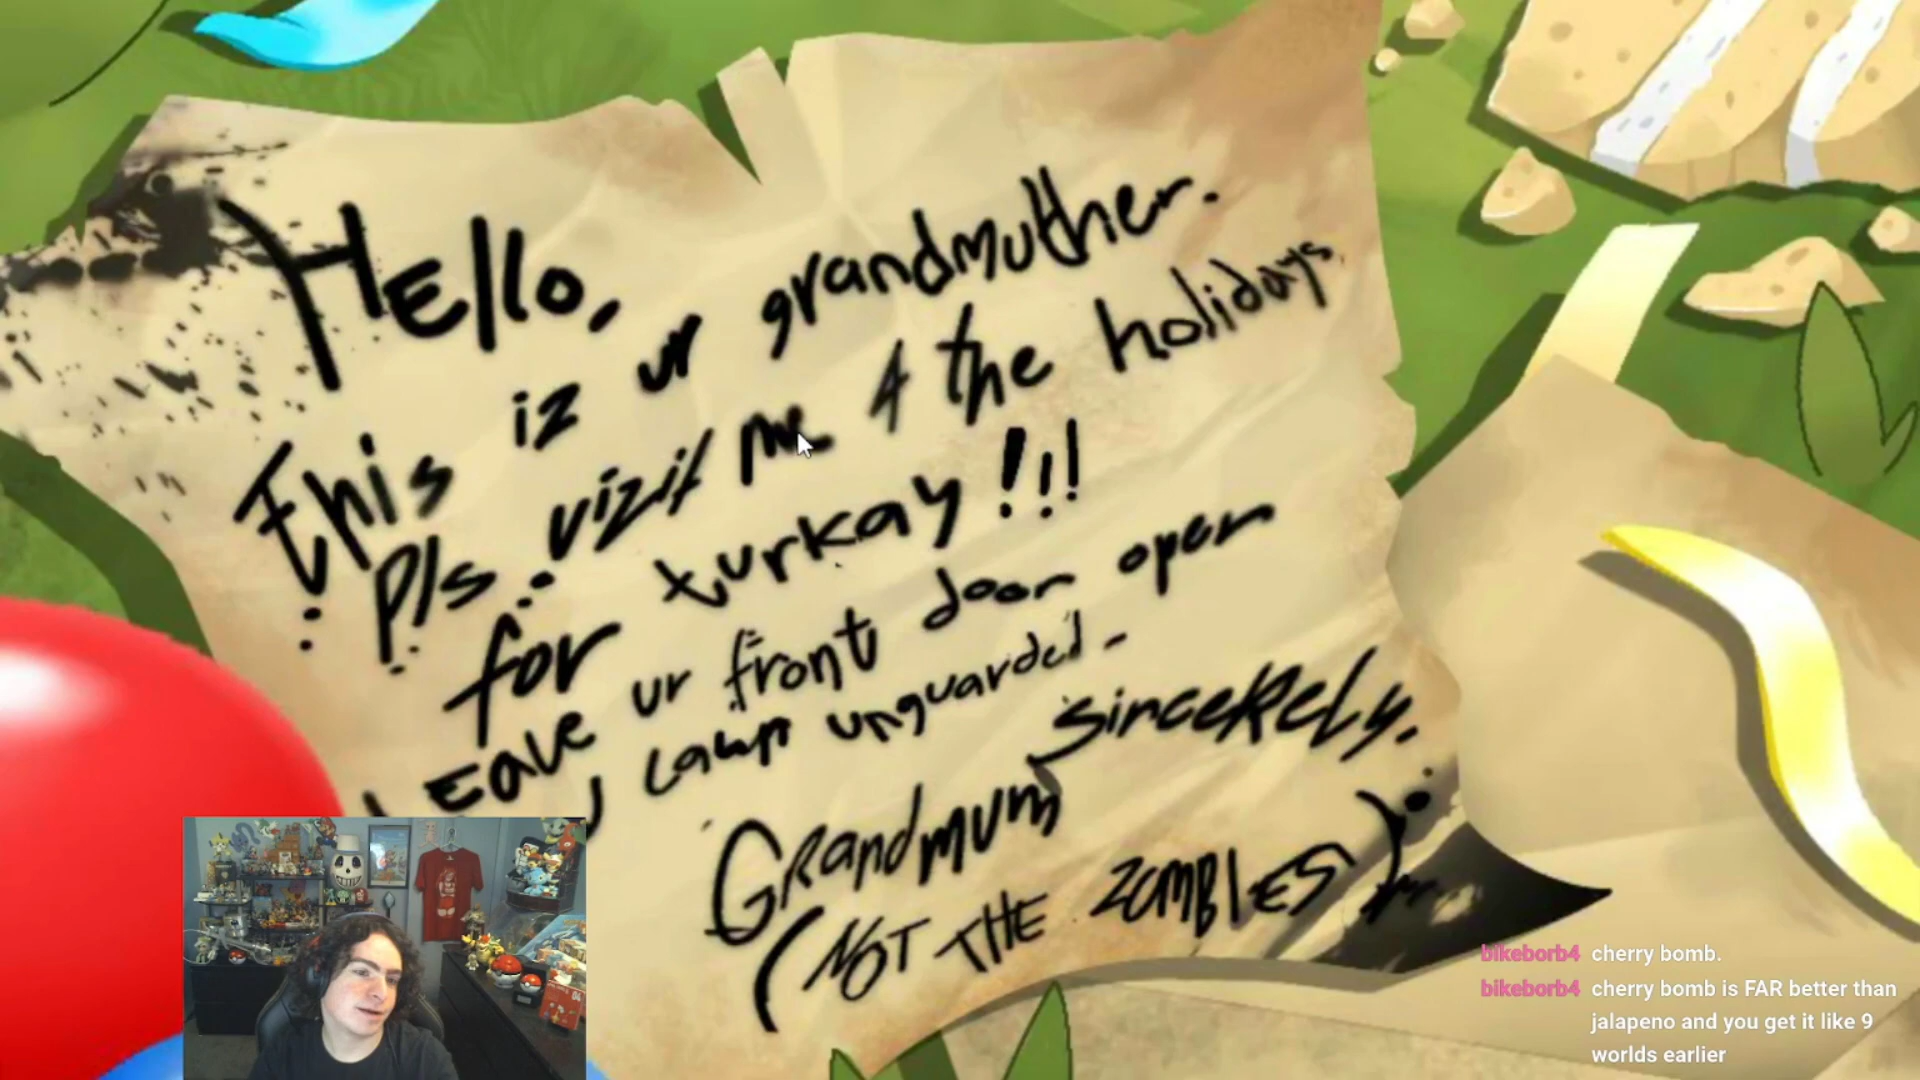 Hello,
this iz ur grandmuther.
Pls vizit me 4 the holidays.
for turkay!!!
Leave ur front door open
lawp unguarded-
sinceRely.
GRandmum
(NOT THE ZOMBIES)
bikeborb4 cherry bomb.
bikeborb4 cherry bomb is FAR better than
jalapeno and you get it like 9
worlds earlier